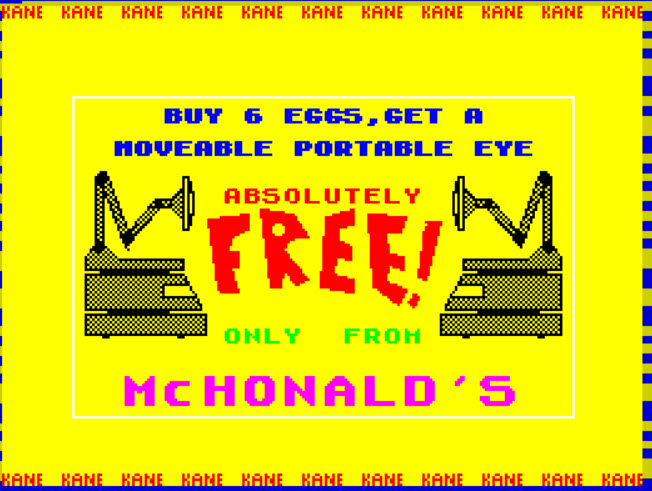 KANE KANE KANE KANE KANE KANE KANE KANE KANE KANE KANE
BUY 6 EGGS,GET A
MOVEABLE PORTABLE EYE
ABSOLUTELY
FREE!
ONLY FROM
McHONALD'S
KANE KANE KANE KANE KANE KANE KANE KANE KANE KANE KANE